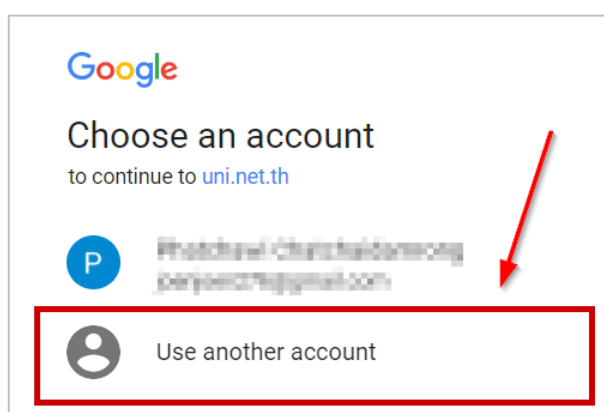 Google
Choose an account
to continue to uni.net.th
P
Use another account